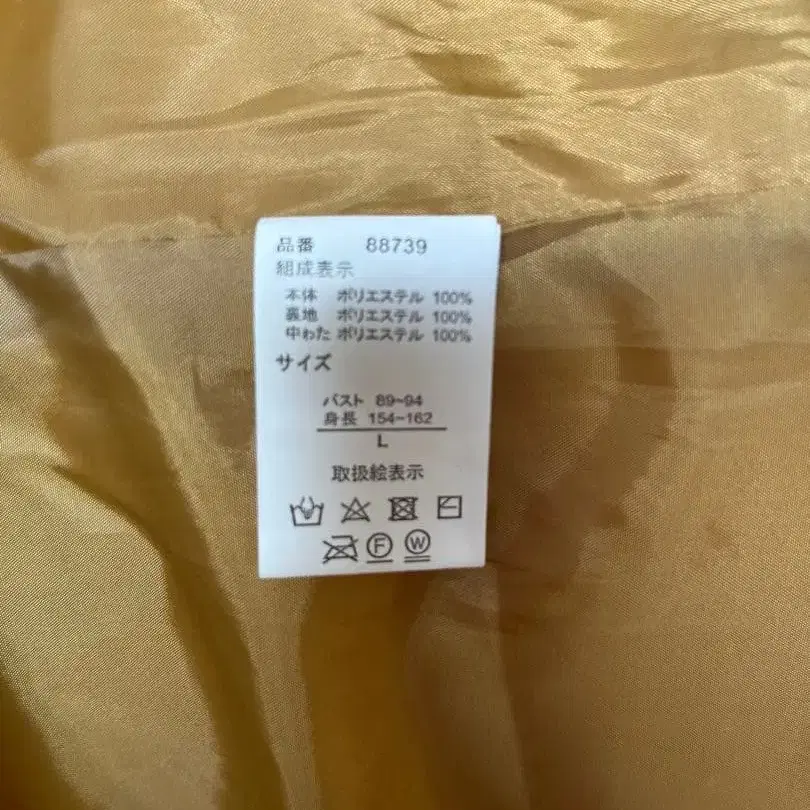 品番 88739
組成表示
本体 ポリエステル 100%
裏地 ポリエステル 100%
中わた ポリエステル 100%
サイズ
バスト 89~94
身長 154~162
L
取扱絵表示
F W